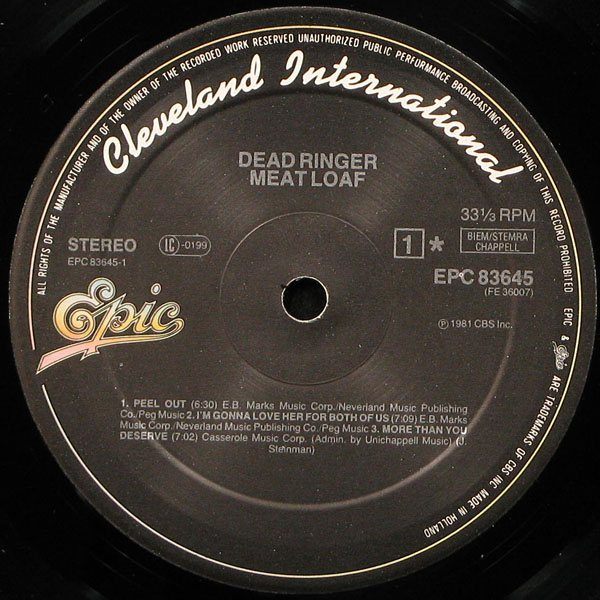 ALL RIGHTS OF THE MANUFACTURER AND OF THE OWNER OF THE RECORDED WORK RESERVED UNAUTHORIZED PUBLIC PERFORMANCE BROADCASTING AND COPYING OF THIS RECORD PROHIBITED EPIC & Epic ARE TRADEMARKS OF CBS INC MADE IN HOLLAND
Cleveland International
DEAD RINGER
MEAT LOAF
33⅓ RPM
STEREO
IC -0199
1 *
BIEM/STEMRA
CHAPPELL
EPC 83645-1
EPC 83645
(FE 36007)
Epic
℗ 1981 CBS Inc.
1. PEEL OUT (6:30) E.B. Marks Music Corp./Neverland Music Publishing
Co./Peg Music 2. I'M GONNA LOVE HER FOR BOTH OF US (7:09) E.B. Marks
Music Corp./Neverland Music Publishing Co./Peg Music 3. MORE THAN YOU
DESERVE (7:02) Casserole Music Corp. (Admin. by Unichappell Music) (J.
Steinman)